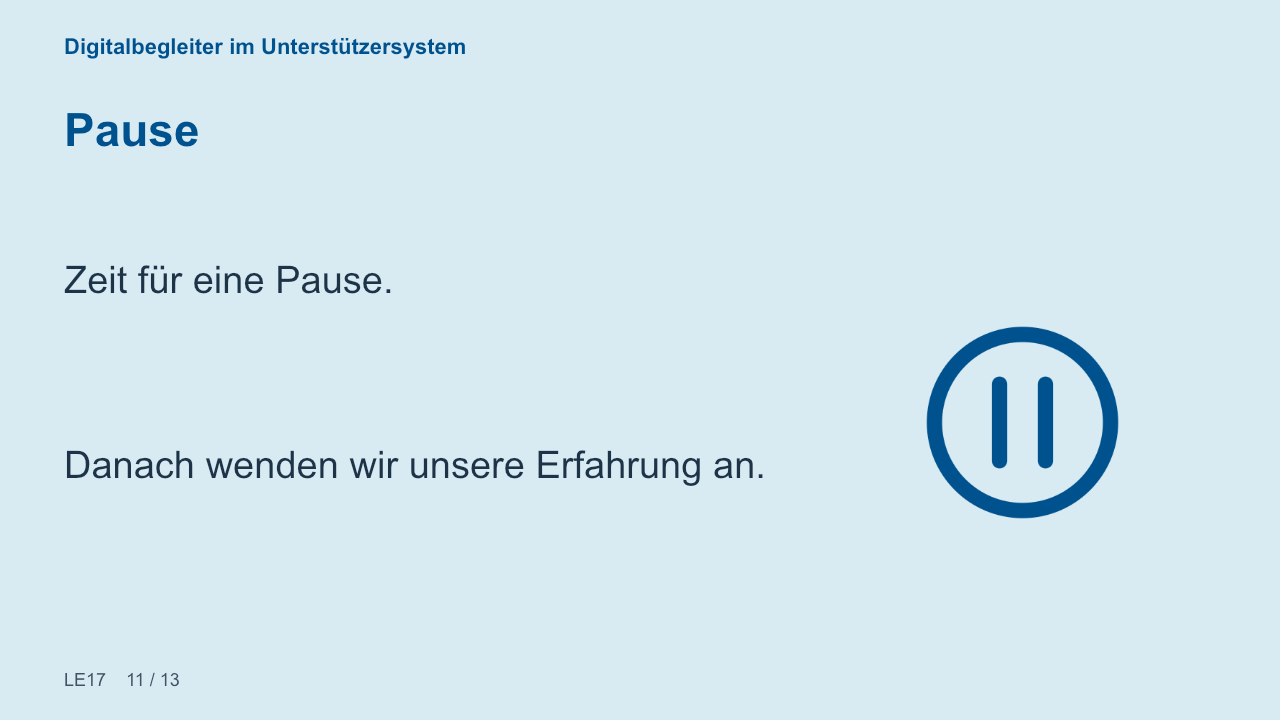 Digitalbegleiter im Unterstützersystem
Pause
Zeit für eine Pause.
Danach wenden wir unsere Erfahrung an.
LE17 11 / 13